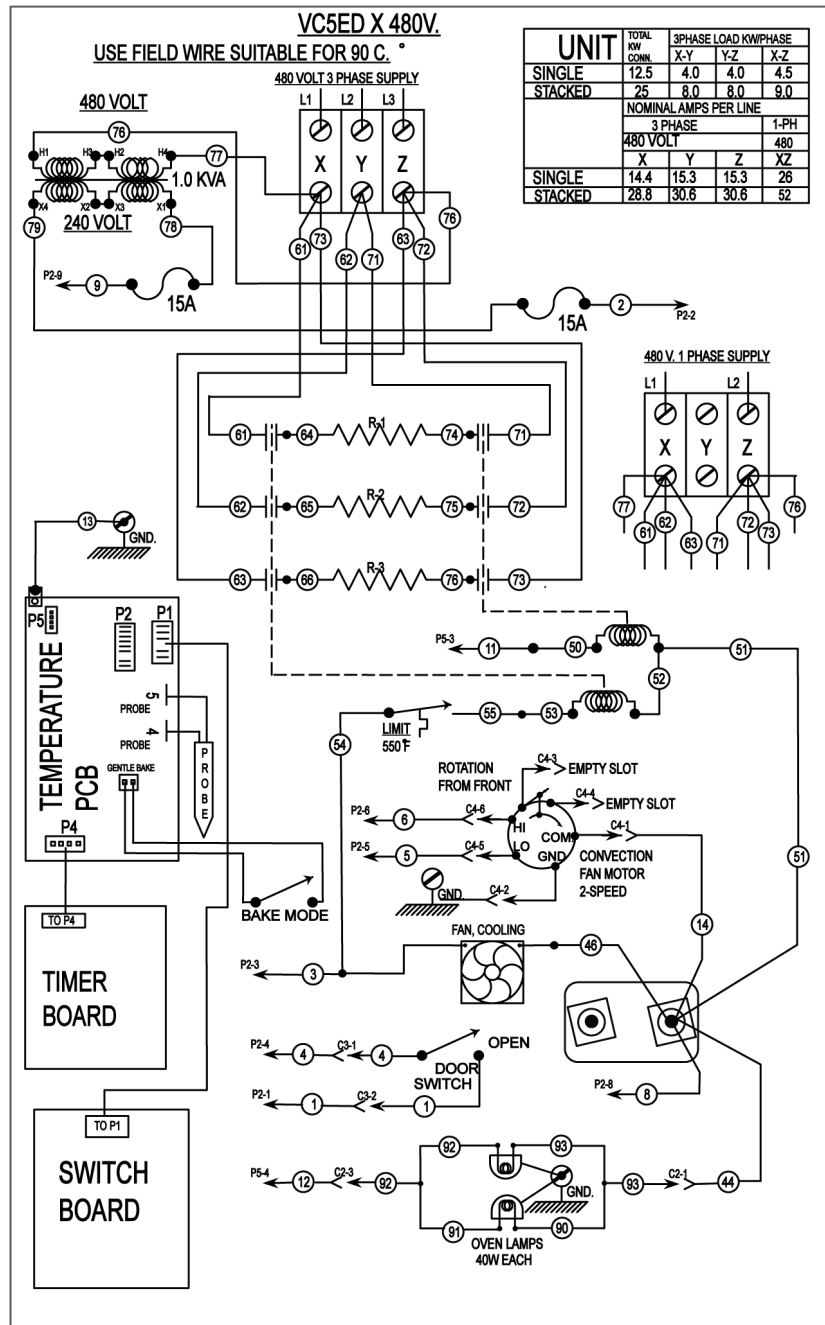 VC5ED X 480V.
USE FIELD WIRE SUITABLE FOR 90 C. °
480 VOLT 3 PHASE SUPPLY
L1 L2 L3
X Y Z
UNIT TOTAL KW CONN. 3PHASE LOAD KW/PHASE
X-Y Y-Z X-Z
SINGLE 12.5 4.0 4.0 4.5
STACKED 25 8.0 8.0 9.0
NOMINAL AMPS PER LINE
3 PHASE 1-PH
480 VOLT 480
X Y Z XZ
SINGLE 14.4 15.3 15.3 26
STACKED 28.8 30.6 30.6 52
480 VOLT
76
H1 H3 H2 H4 77
1.0 KVA
X4 X2 X3 X1
79 240 VOLT 78
61 73 62 71 63 72 76
P2-9 9 15A
15A 2 P2-2
480 V. 1 PHASE SUPPLY
L1 L2
X Y Z
77 61 62 63 71 72 73 76
61 64 R-1 74 71
62 65 R-2 75 72
63 66 R-3 76 73
13 GND.
P5 P2 P1
TEMPERATURE PCB
5 PROBE
4 PROBE
PROBE
GENTLE BAKE
P4
P5-3 11 50 51
52
54 LIMIT 550°F 55 53
ROTATION FROM FRONT
C4-3 EMPTY SLOT
C4-4 EMPTY SLOT
P2-6 6 C4-6 HI
COM. C4-1
P2-5 5 C4-5 LO
GND
CONVECTION FAN MOTOR 2-SPEED
GND. C4-2
51
14
BAKE MODE
TO P4
TIMER BOARD
FAN, COOLING
P2-3 3 46
P2-4 4 C3-1 4 OPEN
DOOR SWITCH
P2-1 1 C3-2 1
P2-8 8
TO P1
SWITCH BOARD
92 93
P5-4 12 C2-3 92 GND. 93 C2-1 44
91 90
OVEN LAMPS
40W EACH